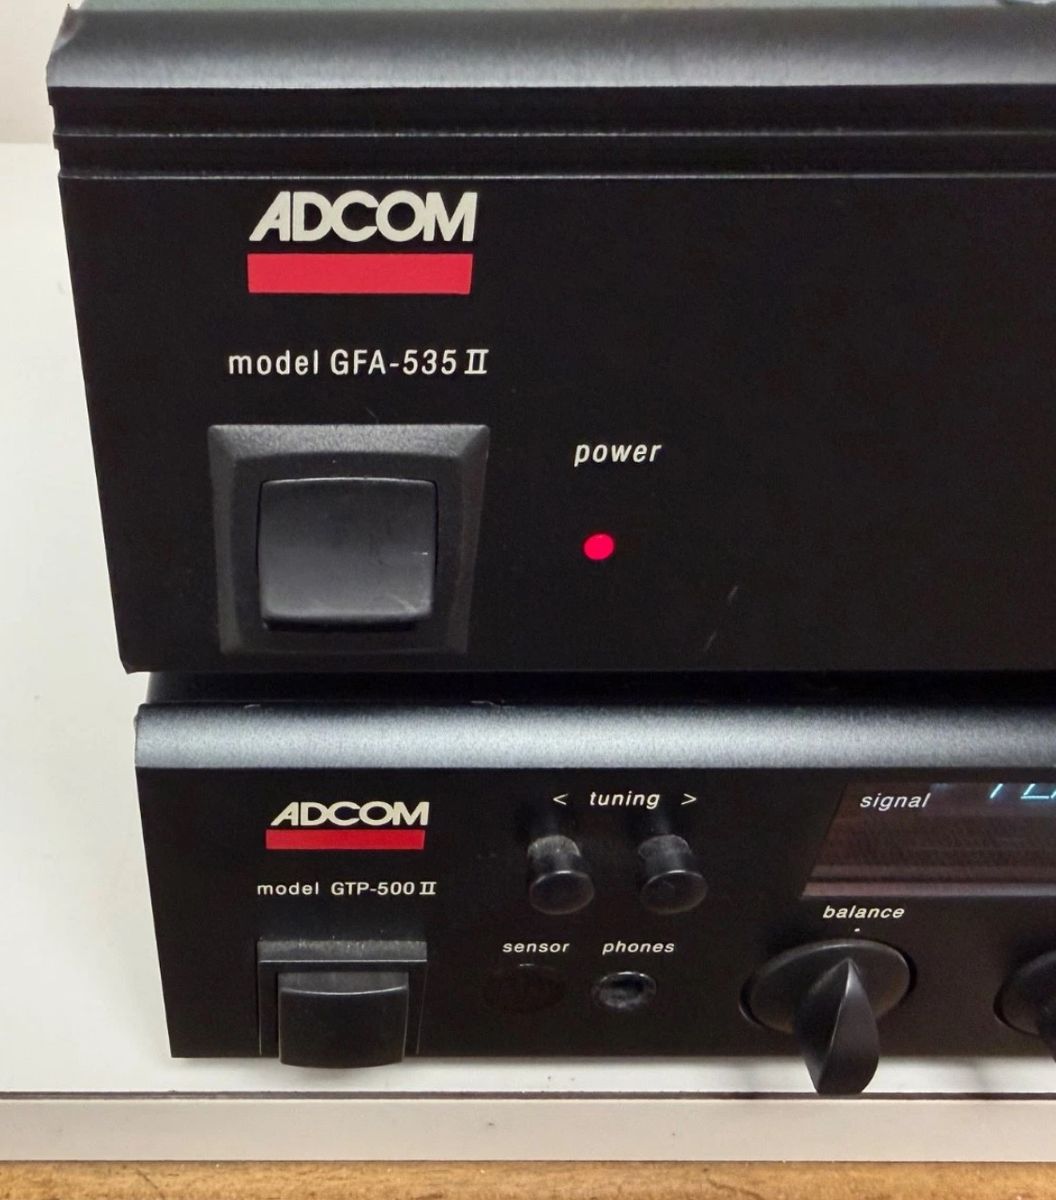 ADCOM
model GFA-535 II
power
ADCOM
< tuning >
signal
model GTP-500 II
balance
sensor
phones